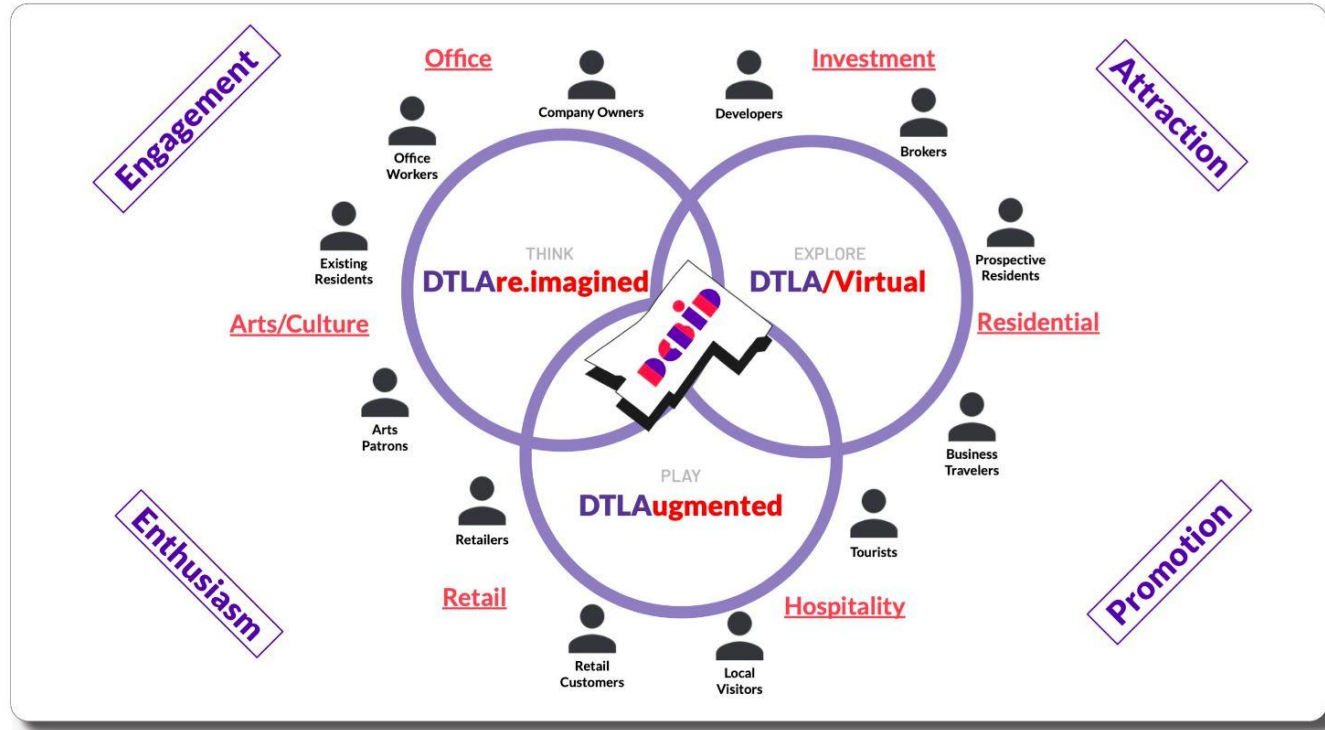 Engagement
Office
Investment
Attraction
Company Owners
Developers
Office
Workers
Brokers
Existing
Residents
Prospective
Residents
THINK
DTLAre.imagined
EXPLORE
DTLA/Virtual
Arts/Culture
Residential
Arts
Patrons
Business
Travelers
PLAY
DTLAugmented
Retailers
Tourists
Enthusiasm
Retail
Hospitality
Promotion
Retail
Customers
Local
Visitors